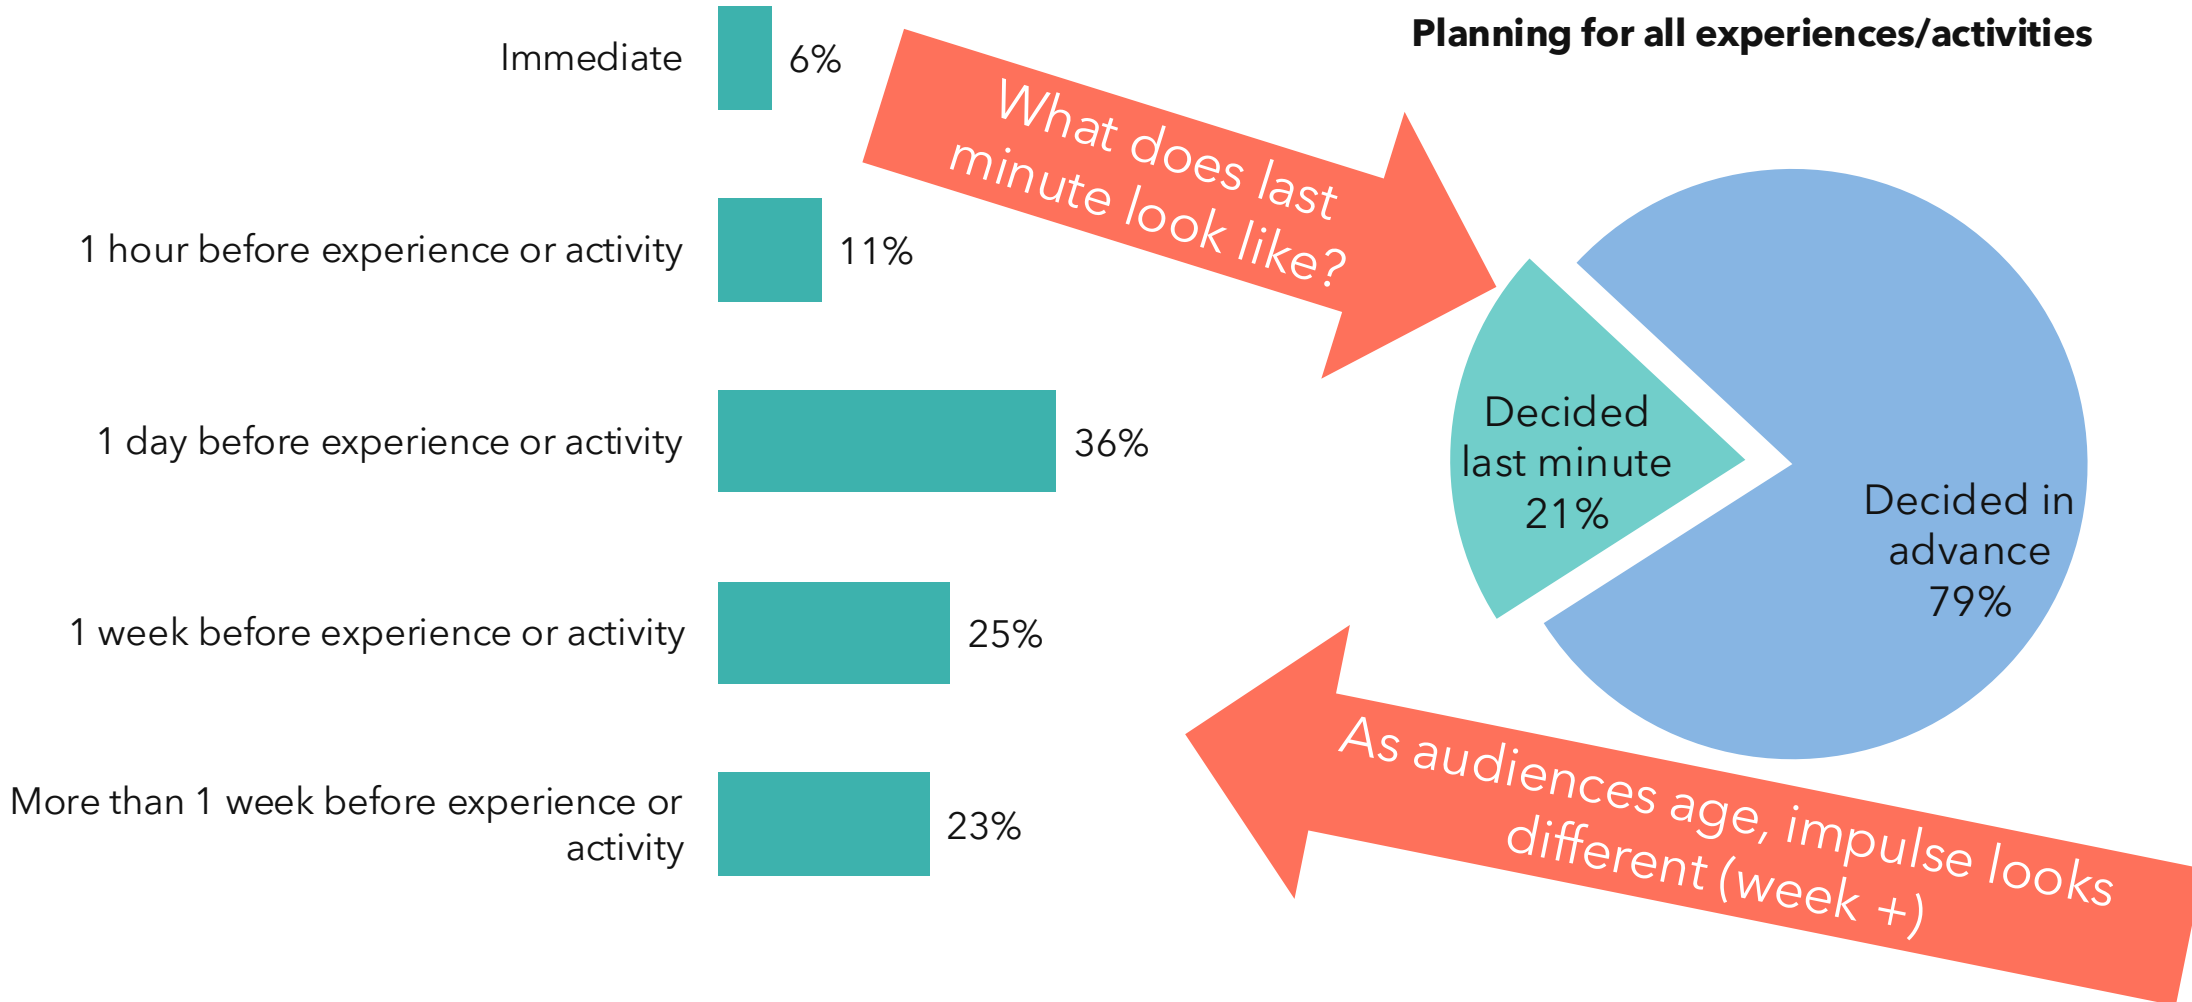 Immediate
6%
1 hour before experience or activity
11%
1 day before experience or activity
36%
1 week before experience or activity
25%
More than 1 week before experience or
activity
23%
What does last
minute look like?
Planning for all experiences/activities
Decided
last minute
21%
Decided in
advance
79%
As audiences age, impulse looks
different (week +)